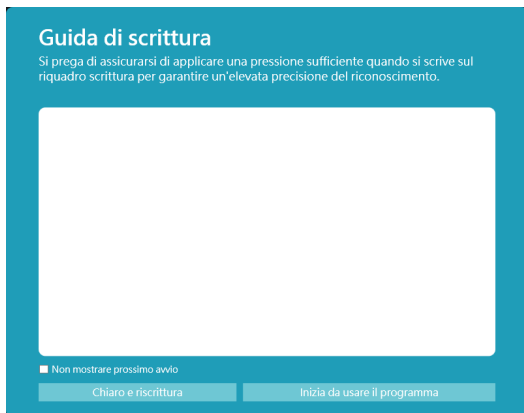 Guida di scrittura
Si prega di assicurarsi di applicare una pressione sufficiente quando si scrive sul
riquadro scrittura per garantire un'elevata precisione del riconoscimento.
Non mostrare prossimo avvio
Chiaro e riscrittura
Inizia da usare il programma